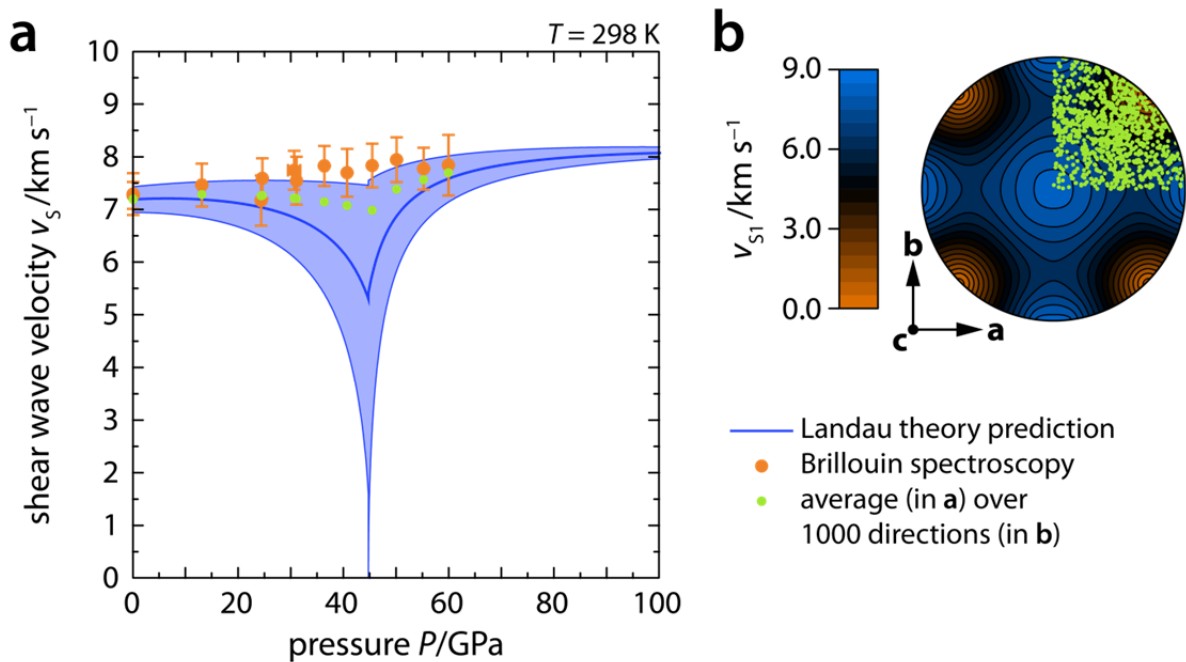 a
T = 298 K
10
9
8
7
6
5
4
3
2
1
0
0
20
40
60
80
100
shear wave velocity vS/km s−1
pressure P/GPa
b
9.0
6.0
3.0
0.0
vS1/km s−1
b
c
a
Landau theory prediction
Brillouin spectroscopy
average (in a) over
1000 directions (in b)